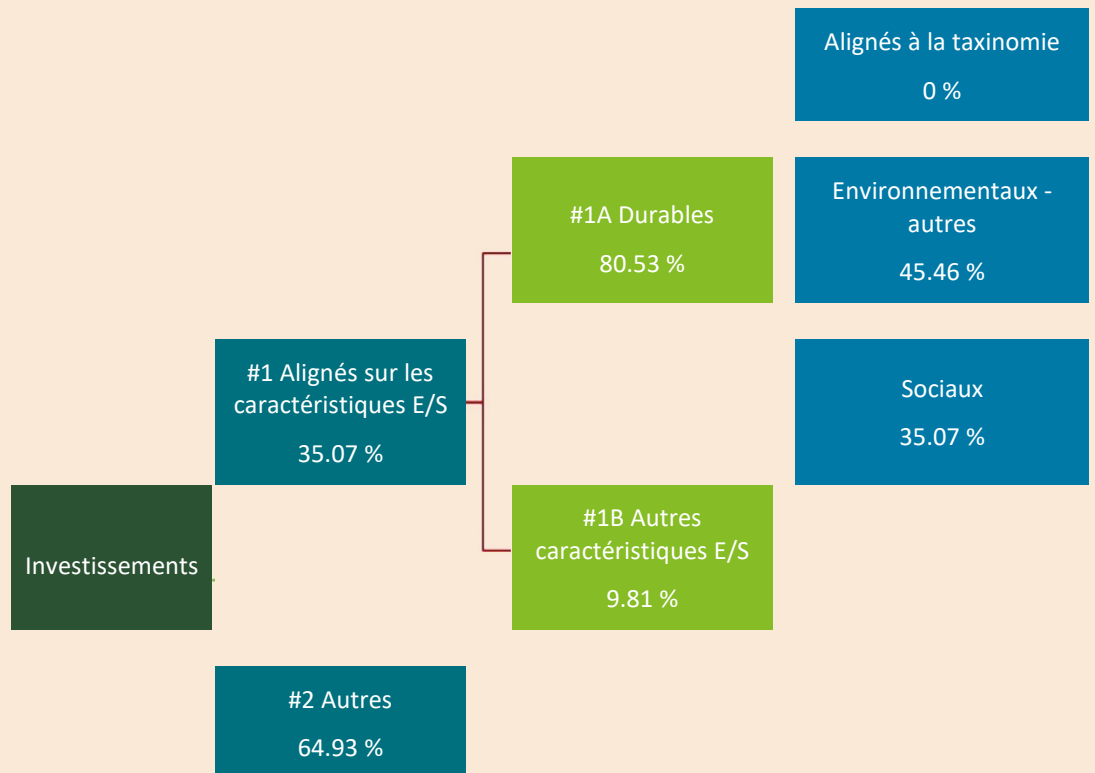 Alignés à la taxinomie
0 %
#1A Durables
80.53 %
Environnementaux -
autres
45.46 %
#1 Alignés sur les
caractéristiques E/S
35.07 %
Sociaux
35.07 %
Investissements
#1B Autres
caractéristiques E/S
9.81 %
#2 Autres
64.93 %